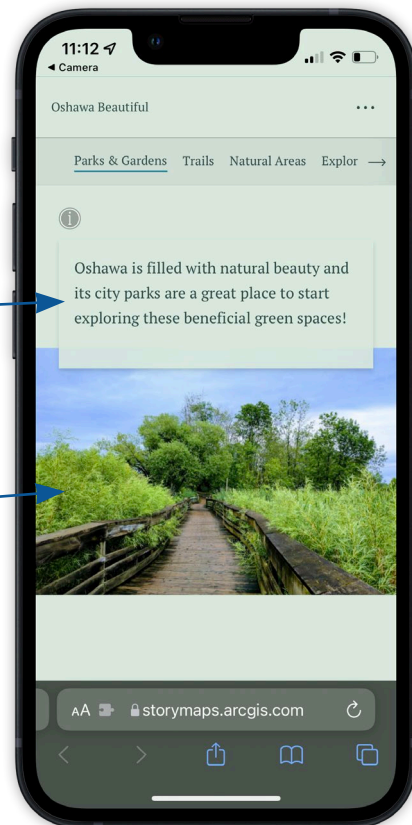 11:12
◀ Camera
Oshawa Beautiful
Parks & Gardens Trails Natural Areas Explor →
Oshawa is filled with natural beauty and
its city parks are a great place to start
exploring these beneficial green spaces!
AA storymaps.arcgis.com